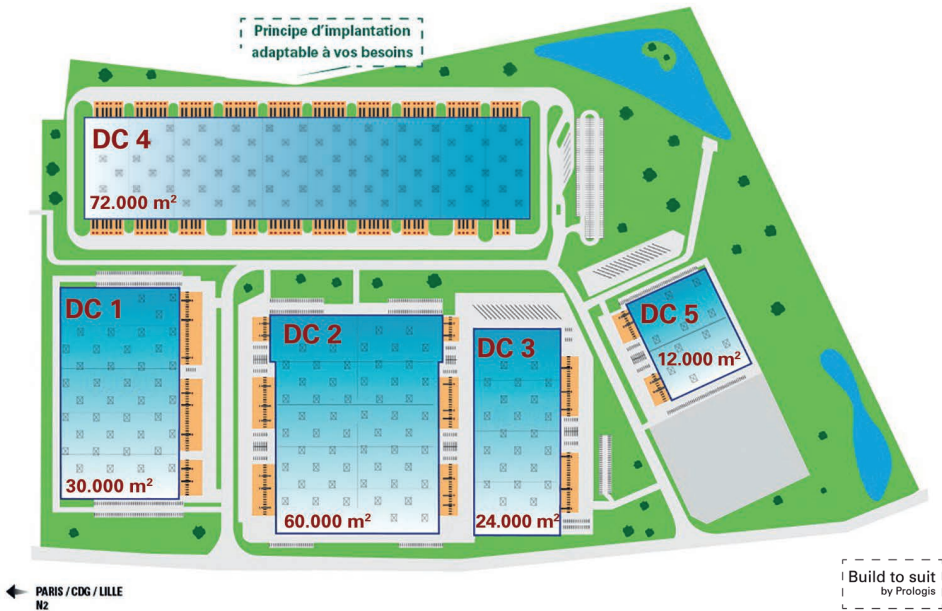 Principe d'implantation
adaptable à vos besoins
DC 4
72.000 m²
DC 1
30.000 m²
DC 2
60.000 m²
DC 3
24.000 m²
DC 5
12.000 m²
PARIS / CDG / LILLE
N2
Build to suit
by Prologis